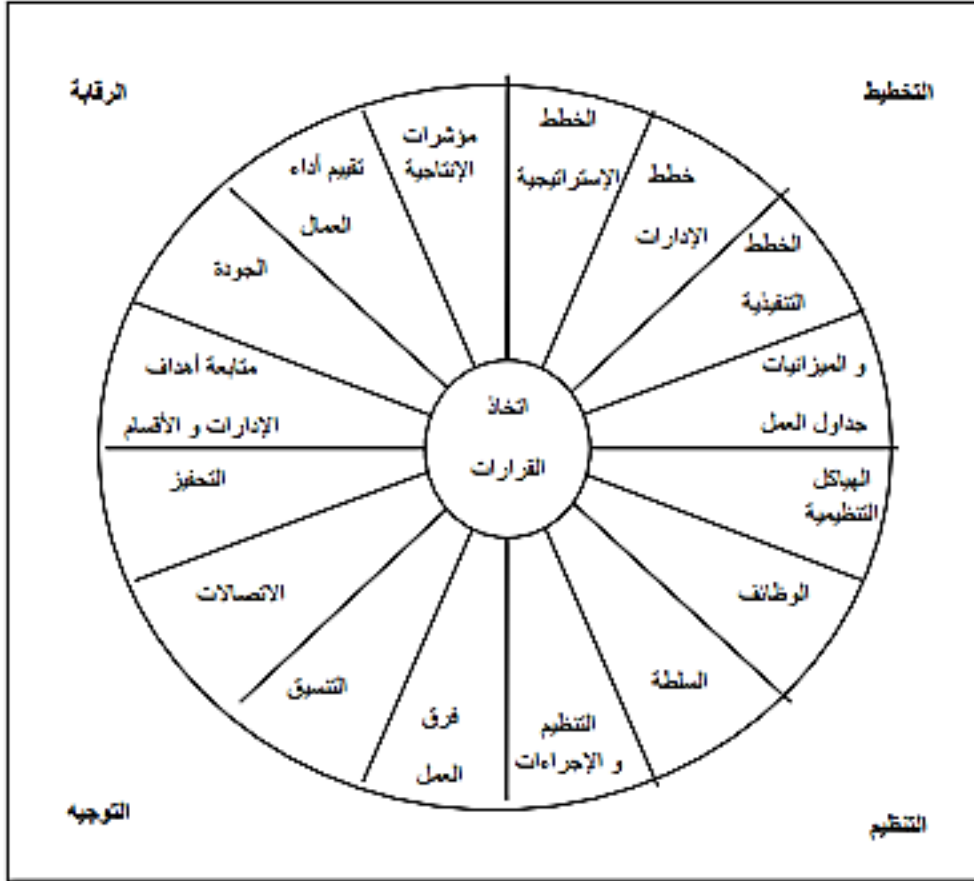 التخطيط
الرقابة
الخطط
الإستراتيجية
خطط
الإدارات
الخطط
التنفيذية
و الميزانيات
جداول العمل
الهياكل
التنظيمية
الوظائف
السلطة
التنظيم
و الإجراءات
فرق
العمل
التنسيق
الاتصالات
التحفيز
متابعة أهداف
الإدارات و الأقسام
الجودة
تقييم أداء
العمال
مؤشرات
الإنتاجية
اتخاذ
القرارات
التنظيم
التوجيه